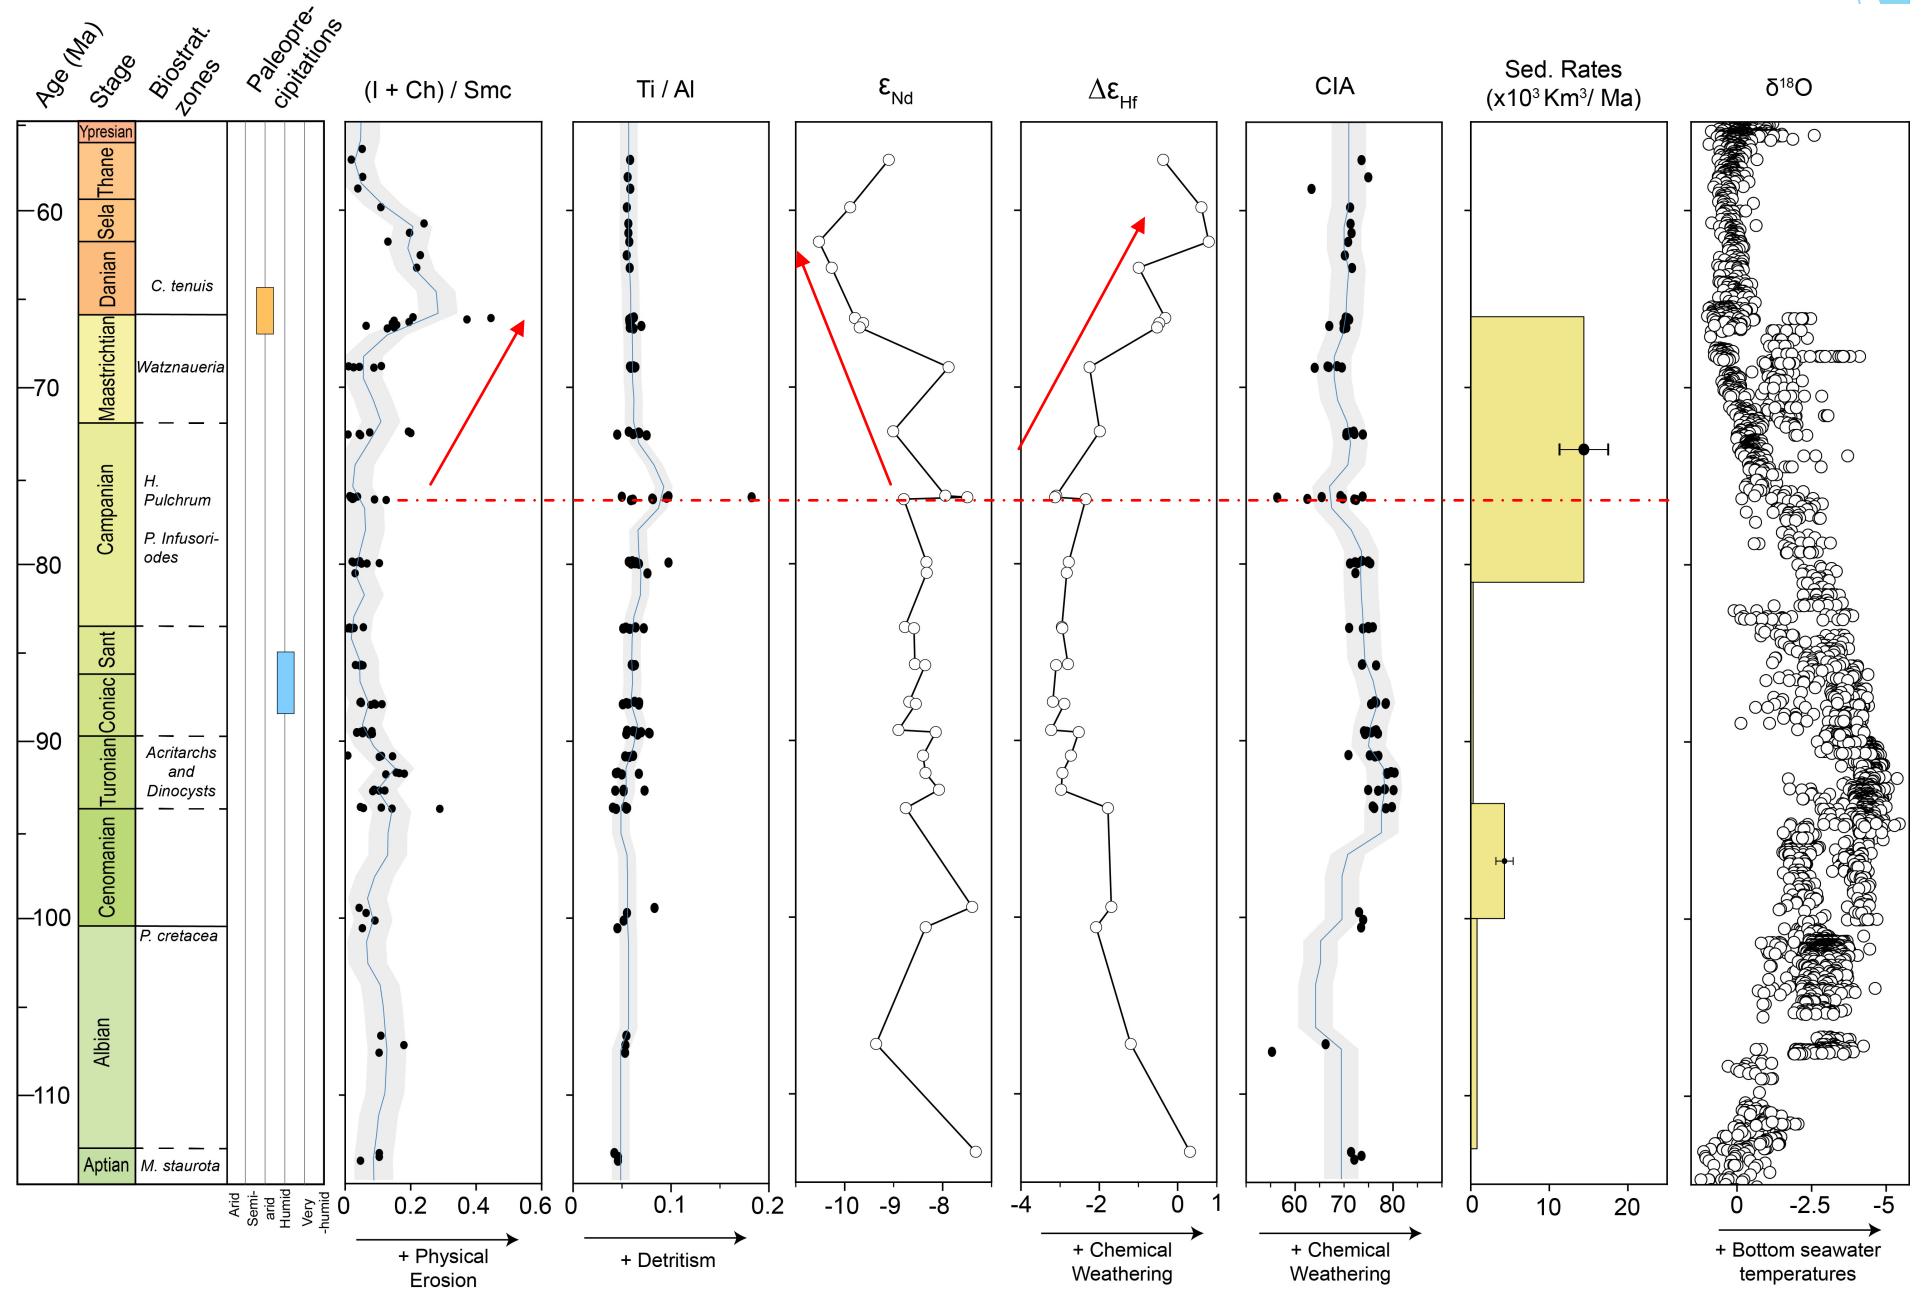 Age (Ma)
Stage
Biostrat.
zones
Paleopre-
cipitations
(I + Ch) / Smc
Ti / Al
εNd
ΔεHf
CIA
Sed. Rates
(x10³ Km³/ Ma)
δ¹⁸O
60
70
80
90
100
110
Ypresian
Thane
Sela
Danian
Maastrichtian
Campanian
Sant
Coniac
Turonian
Cenomanian
Albian
Aptian
C. tenuis
Watznaueria
H.
Pulchrum
P. Infusori-
odes
Acritarchs
and
Dinocysts
P. cretacea
M. staurota
Arid
Semi-
arid
Humid
Very
-humid
0 0.2 0.4 0.6
+ Physical
Erosion
0 0.1 0.2
+ Detritism
-10 -9 -8
-4 -2 0 1
+ Chemical
Weathering
60 70 80
+ Chemical
Weathering
0 10 20
0 -2.5 -5
+ Bottom seawater
temperatures